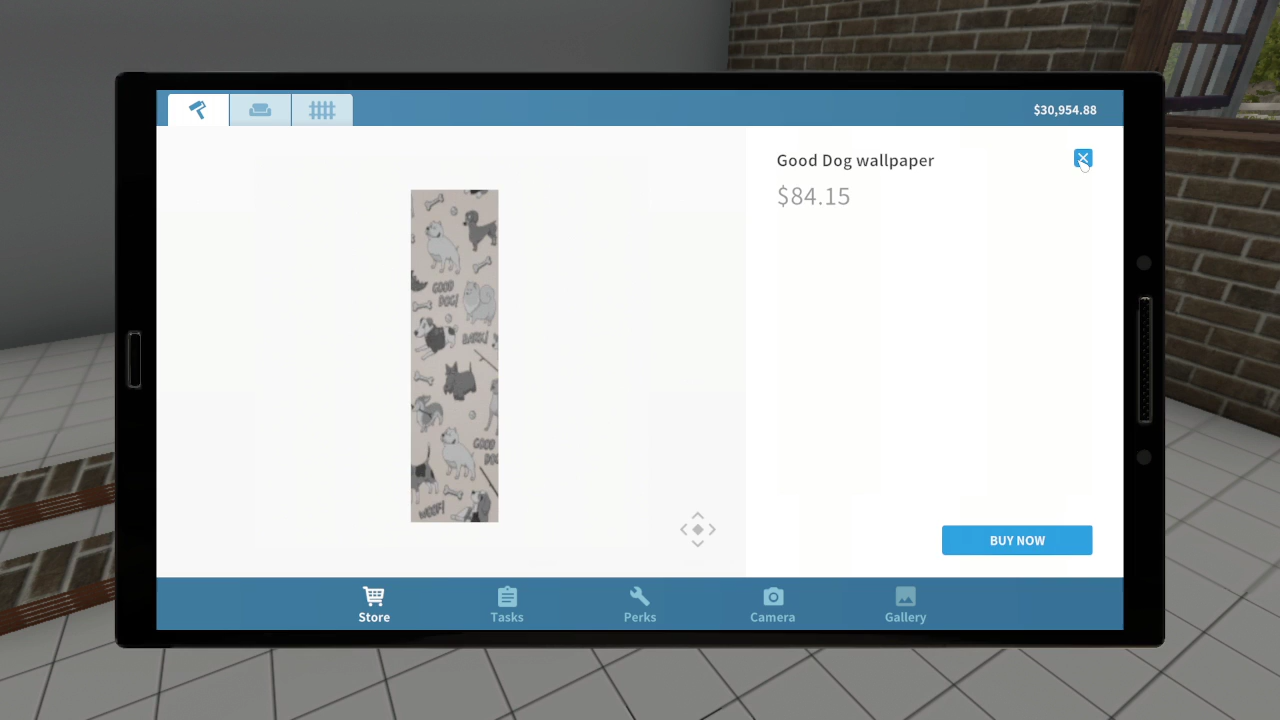 $30,954.88
Good Dog wallpaper
$84.15
GOOD
DOG!
BARK!
GOOD
DOG
WOOF!
BUY NOW
Store
Tasks
Perks
Camera
Gallery